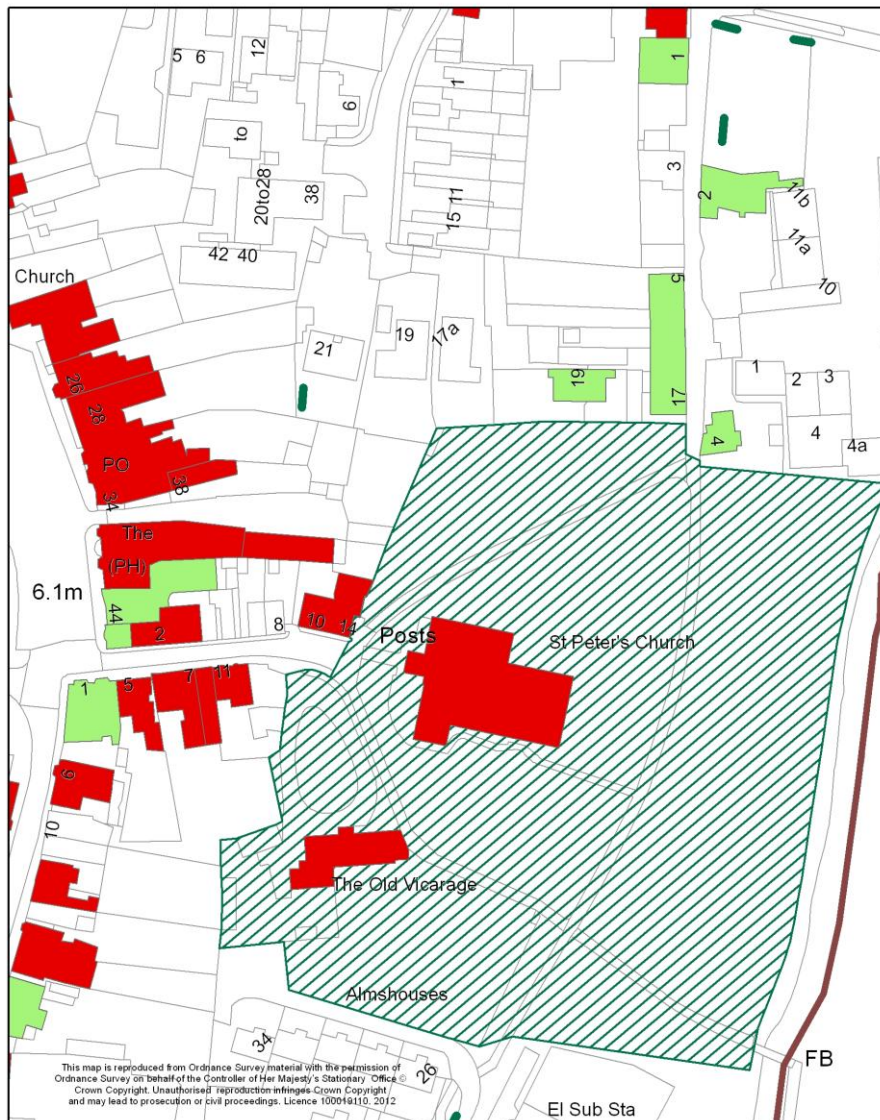 5
6
12
6
1
1
to
3
20to28
38
11
15
2
11b
11a
42
40
10
Church
5
21
19
17a
19
17
1
2
3
4
4
4a
26
28
PO
38
34
The
(PH)
6.1m
44
2
8
10
14
Posts
St Peter's Church
1
5
7
11
9
10
The Old Vicarage
Almshouses
34
26
FB
El Sub Sta
This map is reproduced from Ordnance Survey material with the permission of
Ordnance Survey on behalf of the Controller of Her Majesty's Stationary Office ©
Crown Copyright. Unauthorised reproduction infringes Crown Copyright
and may lead to prosecution or civil proceedings. Licence 100019110. 2012